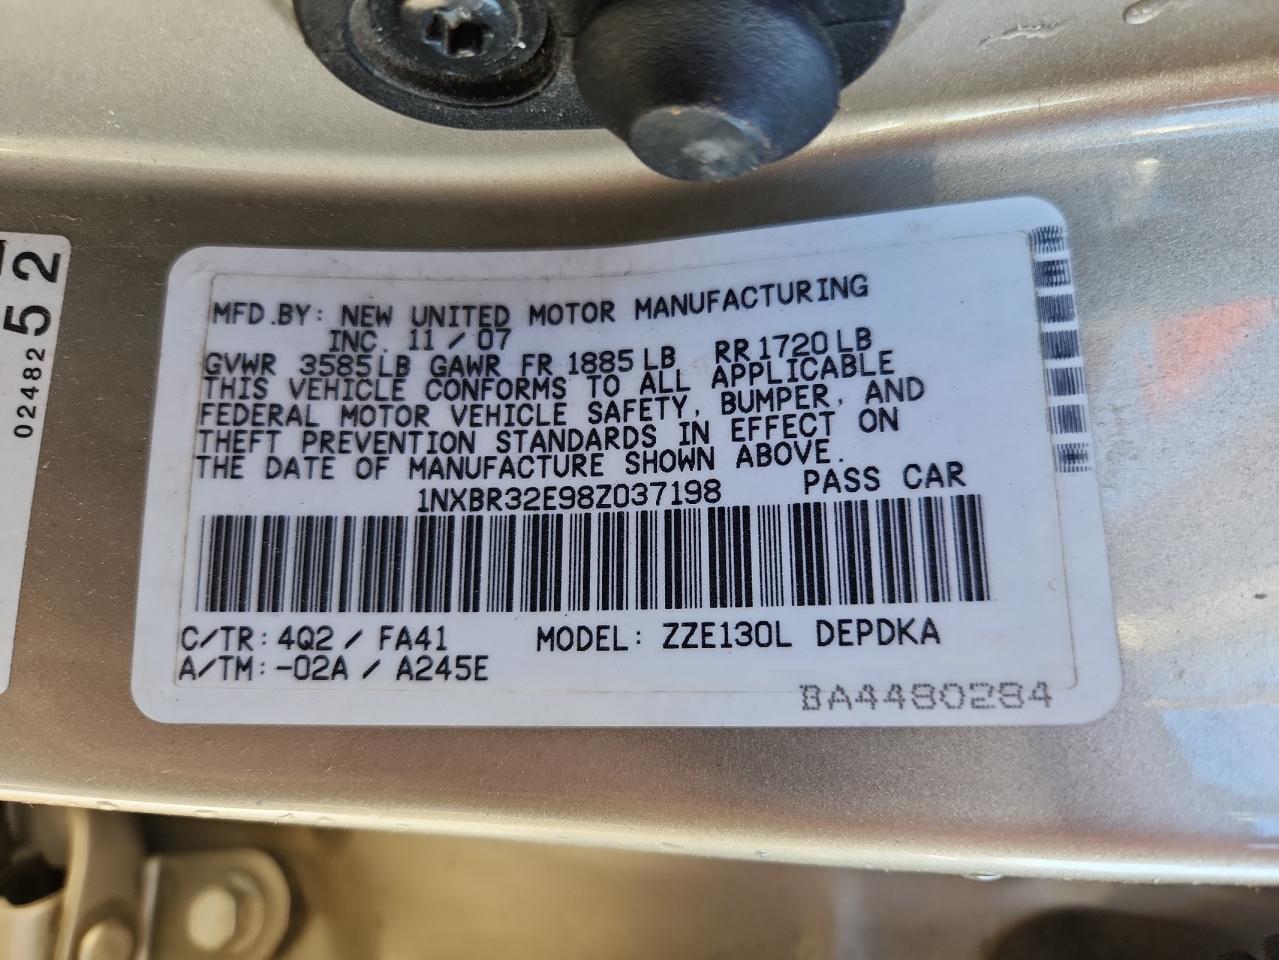 MFD.BY: NEW UNITED MOTOR MANUFACTURING
INC. 11/07
GVWR 3585LB GAWR FR 1885LB RR1720LB
THIS VEHICLE CONFORMS TO ALL APPLICABLE
FEDERAL MOTOR VEHICLE SAFETY, BUMPER, AND
THEFT PREVENTION STANDARDS IN EFFECT ON
THE DATE OF MANUFACTURE SHOWN ABOVE.
1NXBR32E98Z037198 PASS CAR
C/TR: 4Q2 / FA41 MODEL: ZZE130L DEPDKA
A/TM: -02A / A245E
BA4480284
52
02482